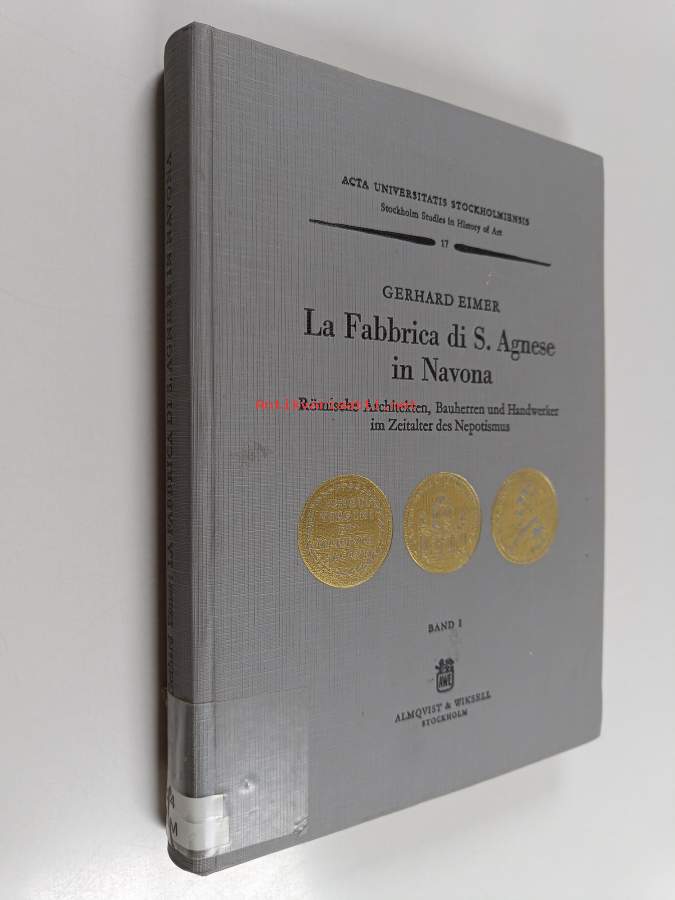 ACTA UNIVERSITATIS STOCKHOLMIENSIS
Stockholm Studies in History of Art
17
GERHARD EIMER
La Fabbrica di S. Agnese
in Navona
Römische Architekten, Bauherren und Handwerker
im Zeitalter des Nepotismus
BAND I
AWE
ALMQVIST & WIKSELL
STOCKHOLM